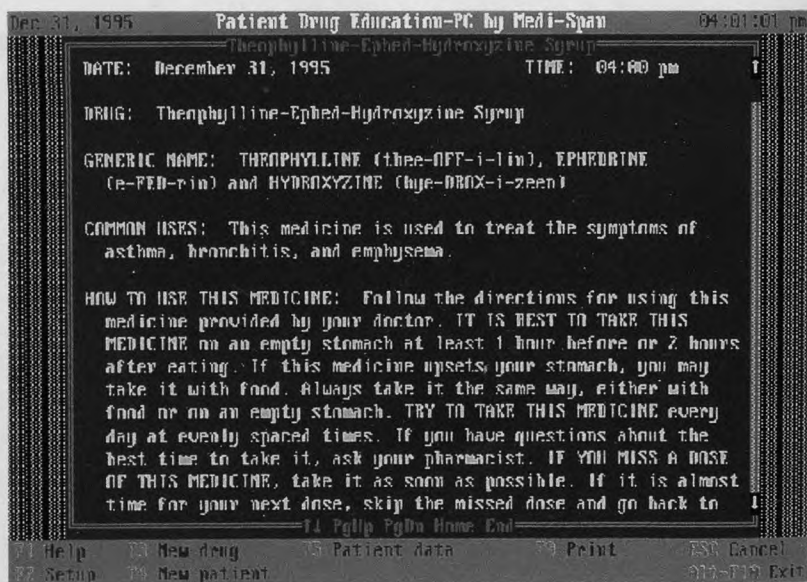 Dec 31, 1995 Patient Drug Education-PC by Medi-Span 04:01:01 pm
Theophylline-Ephed-Hydroxyzine Syrup
DATE: December 31, 1995 TIME: 04:00 pm
DRUG: Theophylline-Ephed-Hydroxyzine Syrup
GENERIC NAME: THEOPHYLLINE (thee-OFF-i-lin), EPHEDRINE
(e-FED-rin) and HYDROXYZINE (hye-DROX-i-zeen)
COMMON USES: This medicine is used to treat the symptoms of
asthma, bronchitis, and emphysema.
HOW TO USE THIS MEDICINE: Follow the directions for using this
medicine provided by your doctor. IT IS BEST TO TAKE THIS
MEDICINE on an empty stomach at least 1 hour before or 2 hours
after eating. If this medicine upsets your stomach, you may
take it with food. Always take it the same way, either with
food or on an empty stomach. TRY TO TAKE THIS MEDICINE every
day at evenly spaced times. If you have questions about the
best time to take it, ask your pharmacist. IF YOU MISS A DOSE
OF THIS MEDICINE, take it as soon as possible. If it is almost
time for your next dose, skip the missed dose and go back to
↑↓ PgUp PgDn Home End
F1 Help F3 New drug F5 Patient data F9 Print ESC Cancel
F2 Setup F4 New patient Alt-F10 Exit